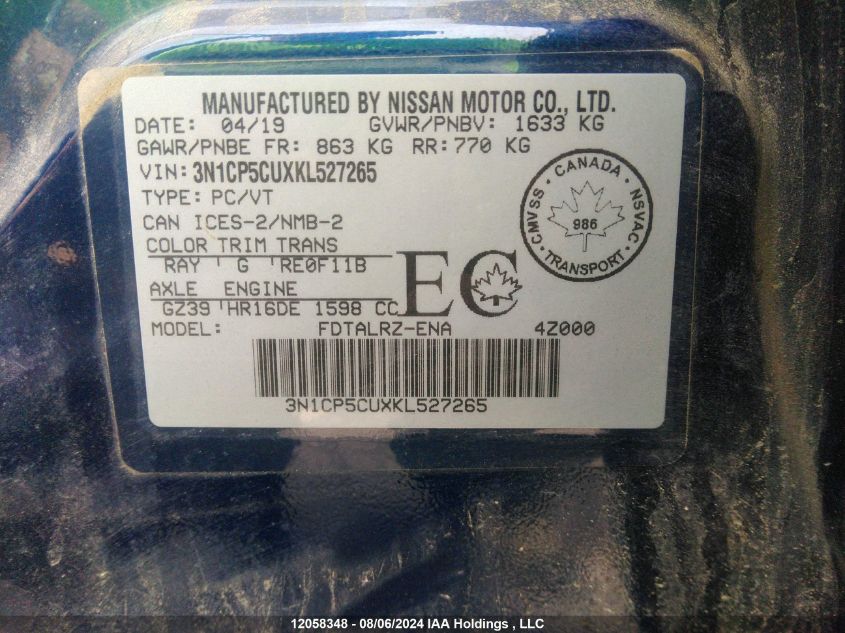 MANUFACTURED BY NISSAN MOTOR CO., LTD.
DATE: 04/19 GVWR/PNBV: 1633 KG
GAWR/PNBE FR: 863 KG RR: 770 KG
VIN: 3N1CP5CUXKL527265
TYPE: PC/VT
CAN ICES-2/NMB-2
COLOR TRIM TRANS
RAY ' G 'RE0F11B
AXLE ENGINE
GZ39 'HR16DE 1598 CC
EC
CANADA
CMVSS · NSVAC
986
TRANSPORT
MODEL: FDTALRZ-ENA 4Z000
3N1CP5CUXKL527265
12058348 - 08/06/2024 IAA Holdings , LLC